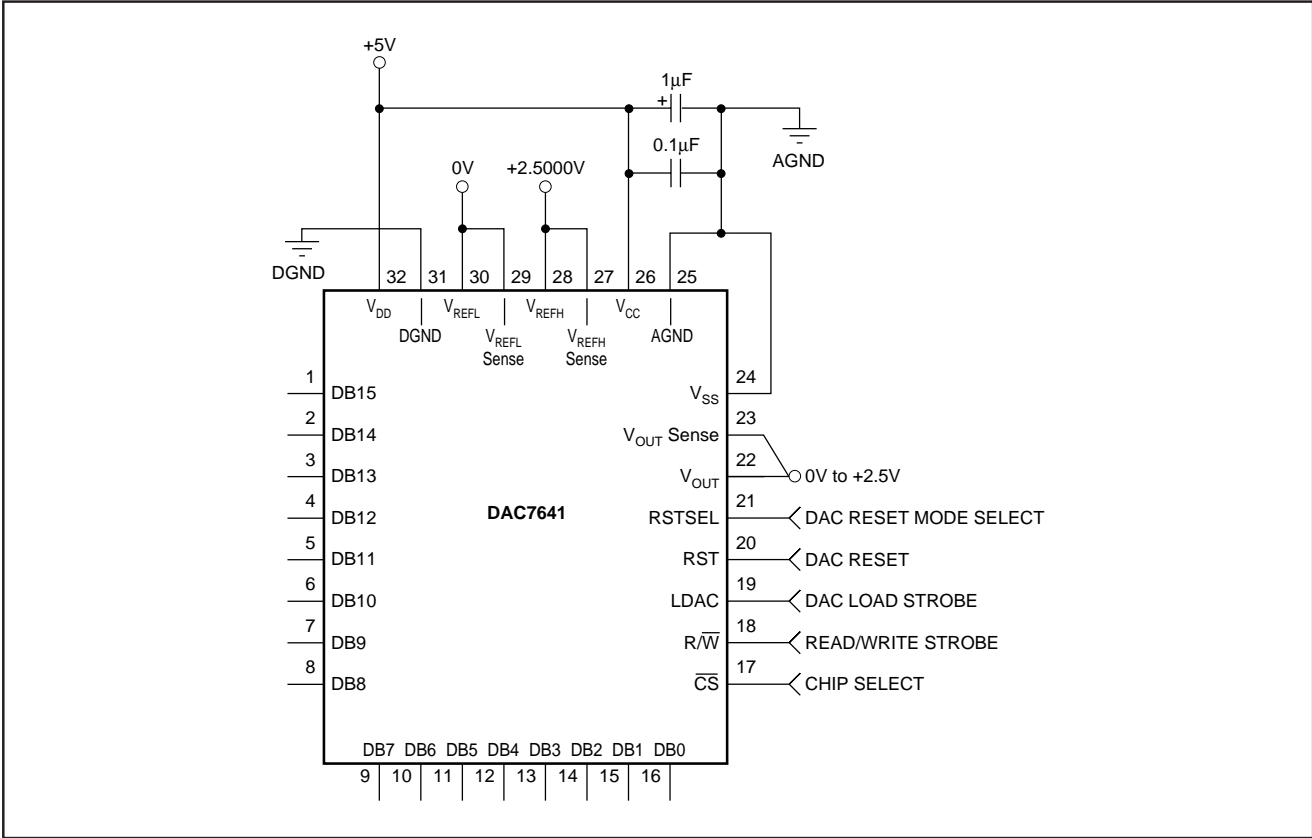 +5V
1μF
+
0.1μF
AGND
0V
+2.5000V
DGND
32 31 30 29 28 27 26 25
V_DD DGND V_REFL V_REFL Sense V_REFH V_REFH Sense V_CC AGND
1 DB15
2 DB14
3 DB13
4 DB12
5 DB11
6 DB10
7 DB9
8 DB8
DAC7641
V_SS 24
V_OUT Sense 23
V_OUT 22 0V to +2.5V
RSTSEL 21 DAC RESET MODE SELECT
RST 20 DAC RESET
LDAC 19 DAC LOAD STROBE
R/W̅ 18 READ/WRITE STROBE
C̅S̅ 17 CHIP SELECT
DB7 DB6 DB5 DB4 DB3 DB2 DB1 DB0
9 10 11 12 13 14 15 16